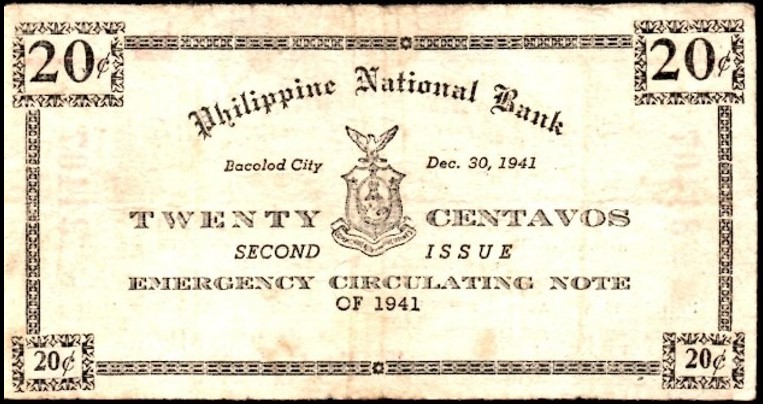 20¢ 20¢
Philippine National Bank
Bacolod City Dec. 30, 1941
TWENTY CENTAVOS
SECOND ISSUE
EMERGENCY CIRCULATING NOTE
OF 1941
20¢ 20¢